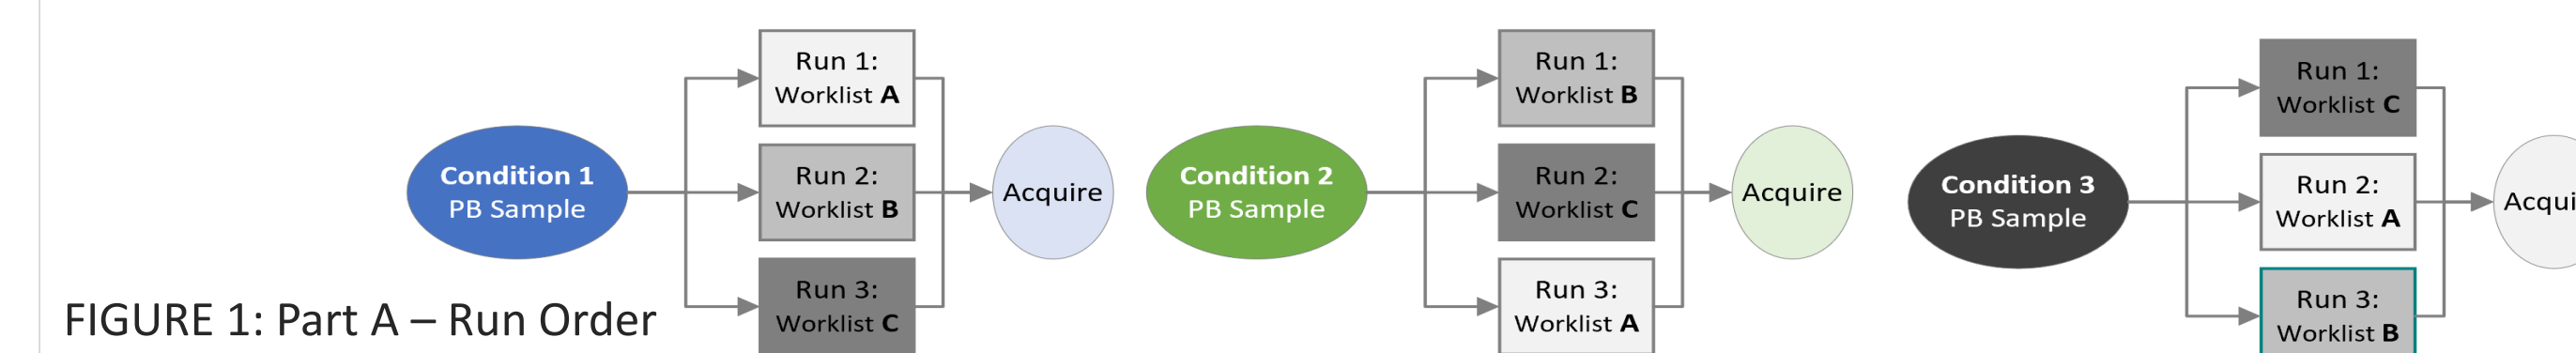 Condition 1
PB Sample
Run 1:
Worklist A
Run 2:
Worklist B
Run 3:
Worklist C
Acquire
Condition 2
PB Sample
Run 1:
Worklist B
Run 2:
Worklist C
Run 3:
Worklist A
Acquire
Condition 3
PB Sample
Run 1:
Worklist C
Run 2:
Worklist A
Run 3:
Worklist B
Acqui
FIGURE 1: Part A – Run Order